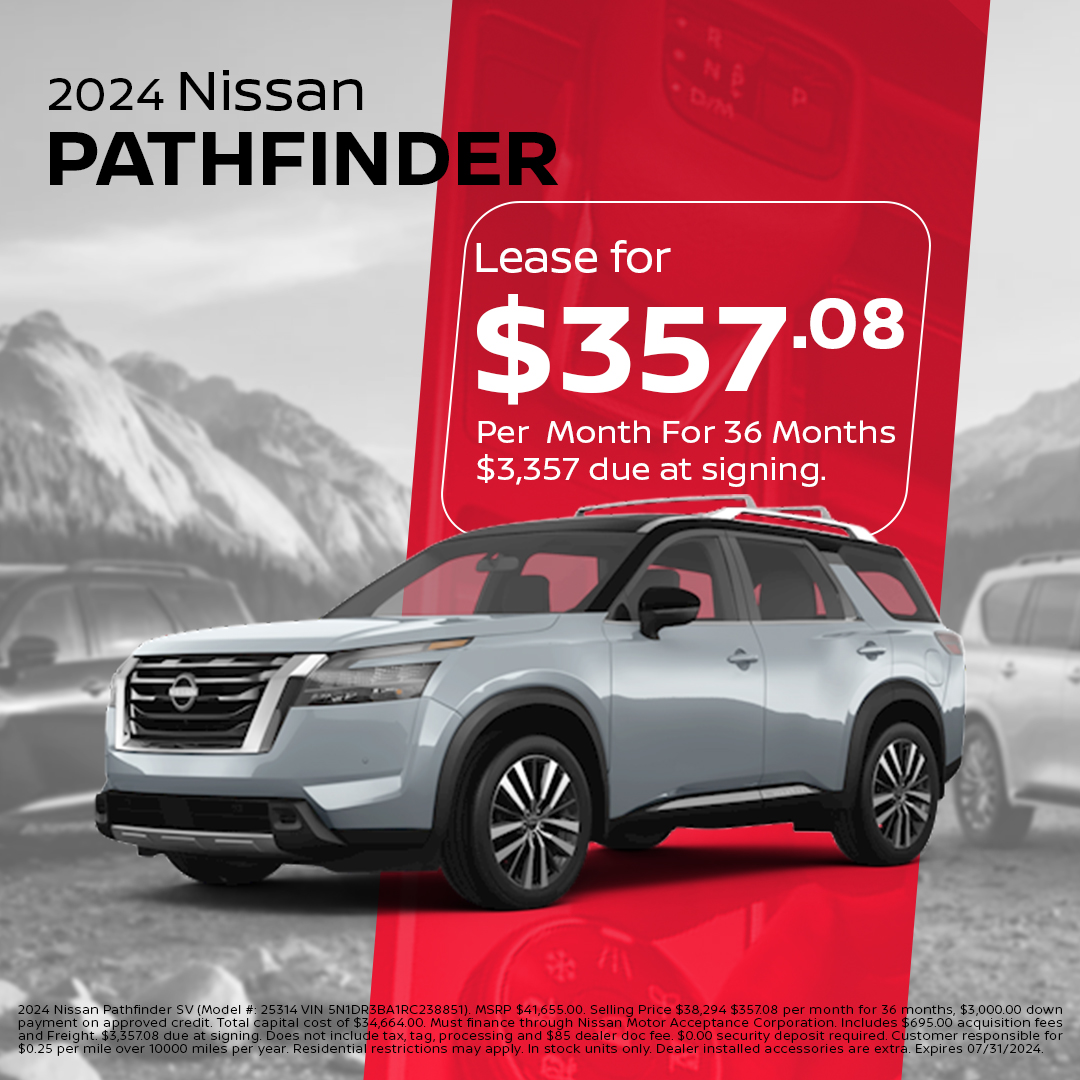 2024 Nissan
PATHFINDER
R
N B
D/M
P
Lease for
$357.08
Per Month For 36 Months
$3,357 due at signing.
2024 Nissan Pathfinder SV (Model #: 25314 VIN 5N1DR3BA1RC238851). MSRP $41,655.00. Selling Price $38,294 $357.08 per month for 36 months, $3,000.00 down
payment on approved credit. Total capital cost of $34,664.00. Must finance through Nissan Motor Acceptance Corporation. Includes $695.00 acquisition fees
and Freight. $3,357.08 due at signing. Does not include tax, tag, processing and $85 dealer doc fee. $0.00 security deposit required. Customer responsible for
$0.25 per mile over 10000 miles per year. Residential restrictions may apply. In stock units only. Dealer installed accessories are extra. Expires 07/31/2024.